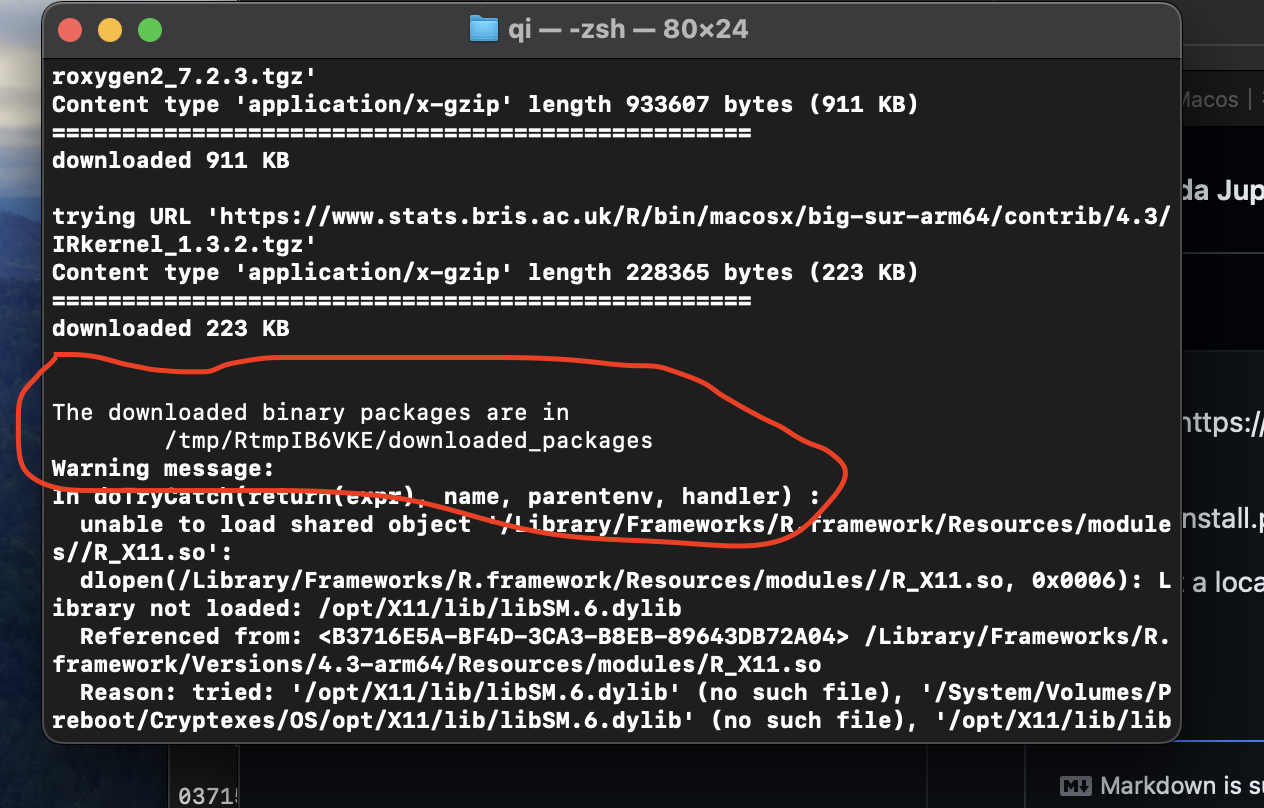 qi — -zsh — 80×24
roxygen2_7.2.3.tgz'
Content type 'application/x-gzip' length 933607 bytes (911 KB)
==================================================
downloaded 911 KB
trying URL 'https://www.stats.bris.ac.uk/R/bin/macosx/big-sur-arm64/contrib/4.3/
IRkernel_1.3.2.tgz'
Content type 'application/x-gzip' length 228365 bytes (223 KB)
==================================================
downloaded 223 KB
The downloaded binary packages are in
/tmp/RtmpIB6VKE/downloaded_packages
Warning message:
In doTryCatch(return(expr), name, parentenv, handler) :
unable to load shared object '/Library/Frameworks/R.framework/Resources/module
s//R_X11.so':
dlopen(/Library/Frameworks/R.framework/Resources/modules//R_X11.so, 0x0006): L
ibrary not loaded: /opt/X11/lib/libSM.6.dylib
Referenced from: <B3716E5A-BF4D-3CA3-B8EB-89643DB72A04> /Library/Frameworks/R.
framework/Versions/4.3-arm64/Resources/modules/R_X11.so
Reason: tried: '/opt/X11/lib/libSM.6.dylib' (no such file), '/System/Volumes/P
reboot/Cryptexes/OS/opt/X11/lib/libSM.6.dylib' (no such file), '/opt/X11/lib/lib
Macos |
da Jup
https://
nstall.p
a loca
Markdown is su
0371